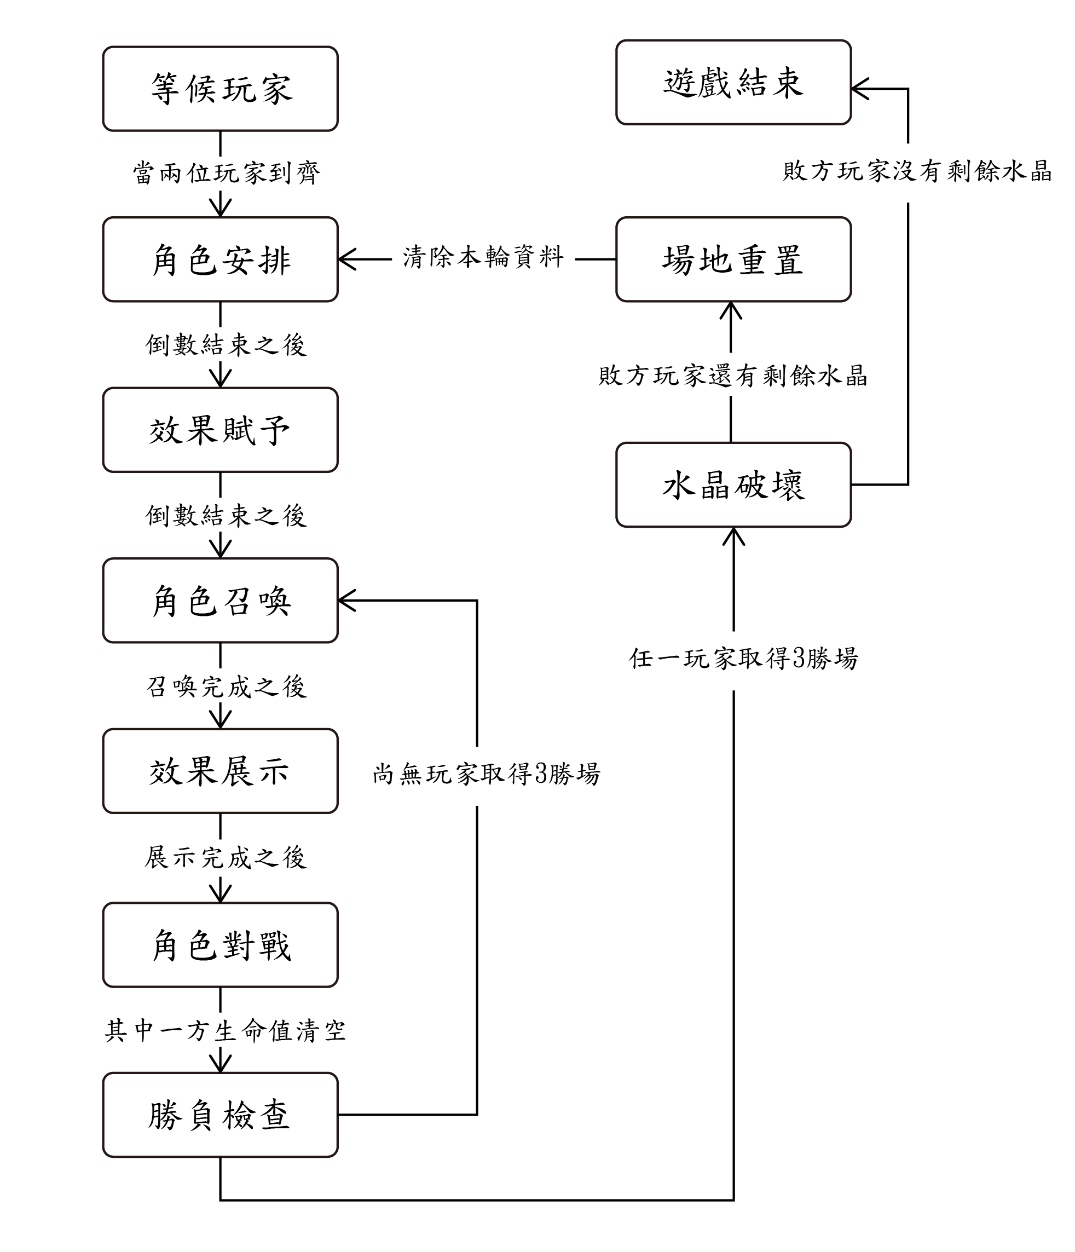 等候玩家
當兩位玩家到齊
角色安排
倒數結束之後
效果賦予
倒數結束之後
角色召喚
召喚完成之後
效果展示
展示完成之後
角色對戰
其中一方生命值清空
勝負檢查
尚無玩家取得3勝場
任一玩家取得3勝場
水晶破壞
敗方玩家還有剩餘水晶
場地重置
清除本輪資料
敗方玩家沒有剩餘水晶
遊戲結束